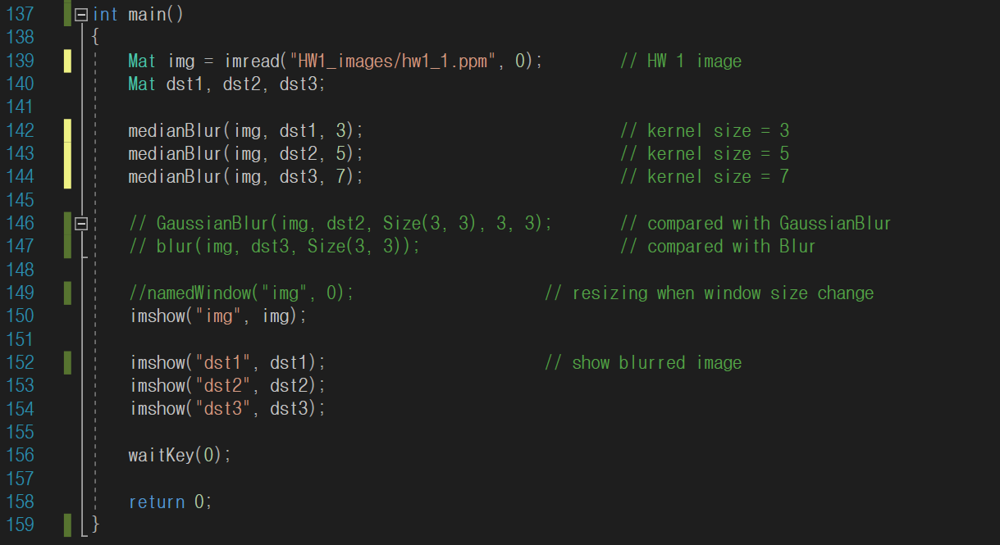 137 int main()
138 {
139 Mat img = imread("HW1_images/hw1_1.ppm", 0); // HW 1 image
140 Mat dst1, dst2, dst3;
141
142 medianBlur(img, dst1, 3); // kernel size = 3
143 medianBlur(img, dst2, 5); // kernel size = 5
144 medianBlur(img, dst3, 7); // kernel size = 7
145
146 // GaussianBlur(img, dst2, Size(3, 3), 3, 3); // compared with GaussianBlur
147 // blur(img, dst3, Size(3, 3)); // compared with Blur
148
149 //namedWindow("img", 0); // resizing when window size change
150 imshow("img", img);
151
152 imshow("dst1", dst1); // show blurred image
153 imshow("dst2", dst2);
154 imshow("dst3", dst3);
155
156 waitKey(0);
157
158 return 0;
159 }